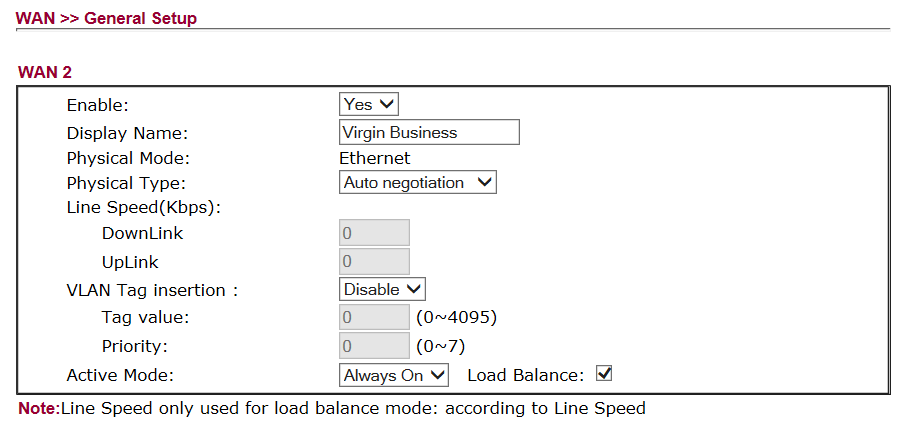 WAN >> General Setup
WAN 2
Enable: Yes
Display Name: Virgin Business
Physical Mode: Ethernet
Physical Type: Auto negotiation
Line Speed(Kbps):
DownLink 0
UpLink 0
VLAN Tag insertion : Disable
Tag value: 0 (0~4095)
Priority: 0 (0~7)
Active Mode: Always On Load Balance:
Note:Line Speed only used for load balance mode: according to Line Speed